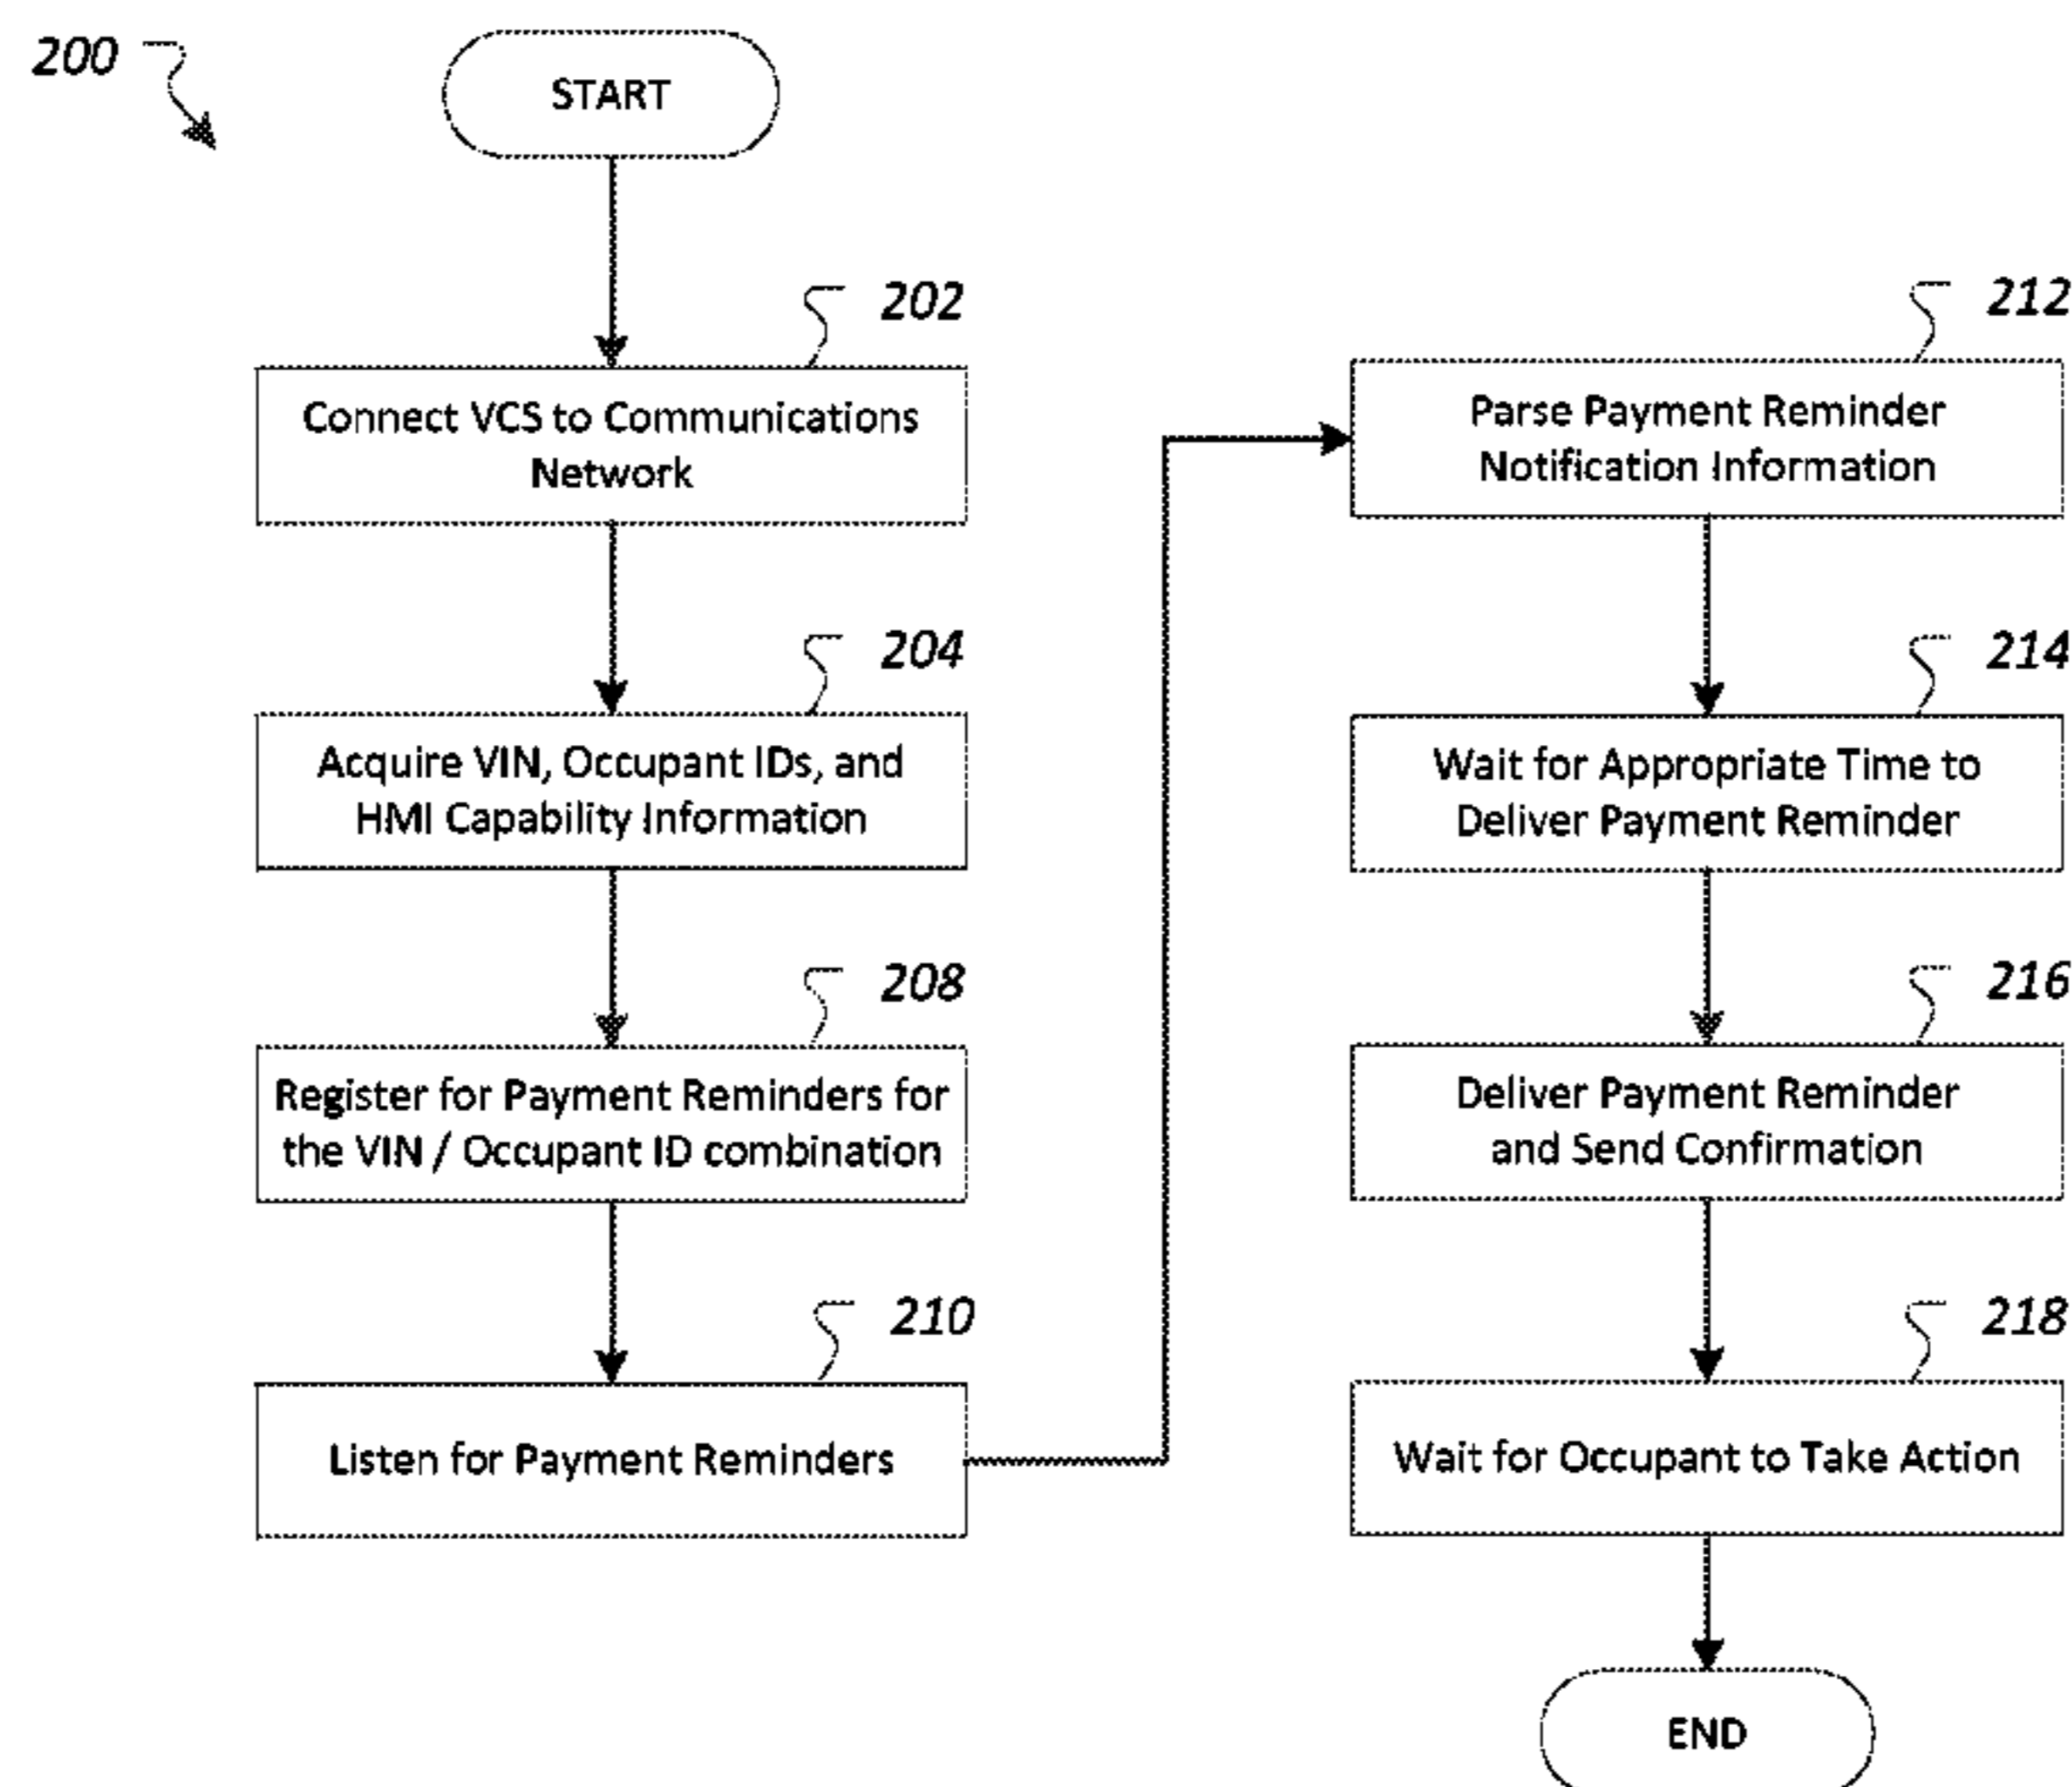 200
START
202
Connect VCS to Communications
Network
204
Acquire VIN, Occupant IDs, and
HMI Capability Information
208
Register for Payment Reminders for
the VIN / Occupant ID combination
210
Listen for Payment Reminders
212
Parse Payment Reminder
Notification Information
214
Wait for Appropriate Time to
Deliver Payment Reminder
216
Deliver Payment Reminder
and Send Confirmation
218
Wait for Occupant to Take Action
END